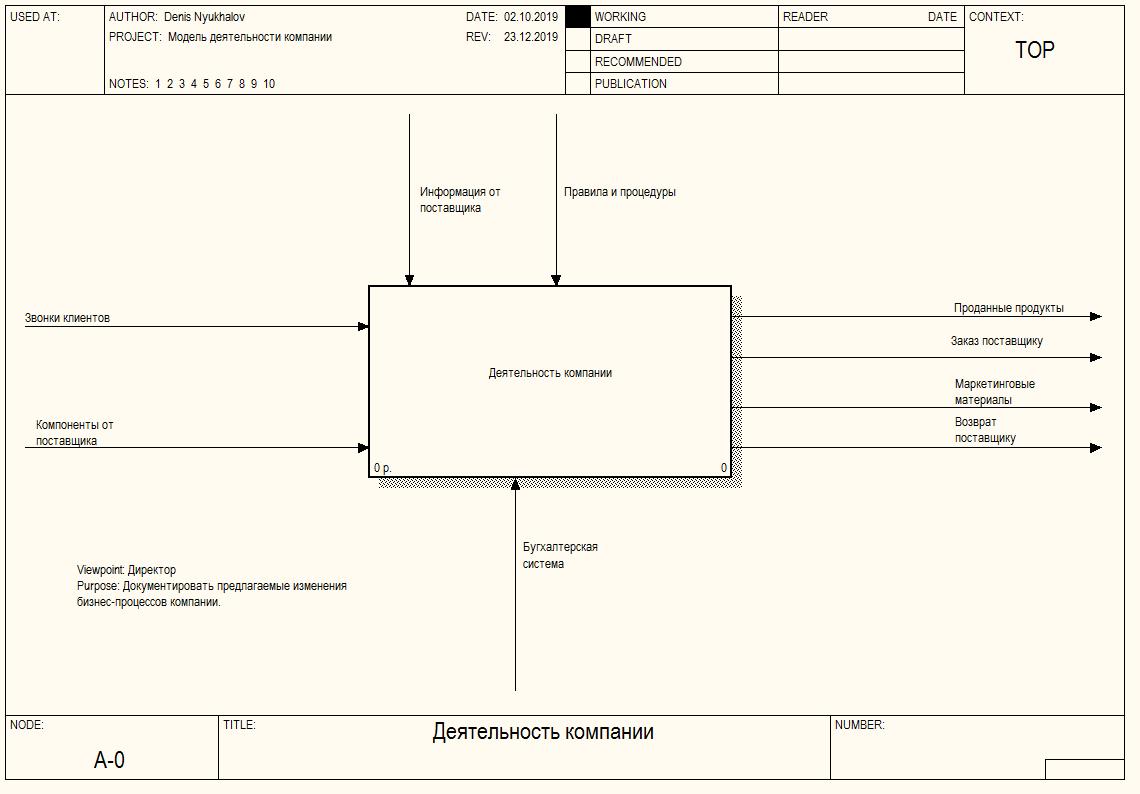 USED AT:
AUTHOR: Denis Nyukhalov
DATE: 02.10.2019
WORKING
READER
DATE
CONTEXT:
PROJECT: Модель деятельности компании
REV: 23.12.2019
DRAFT
TOP
RECOMMENDED
NOTES: 1 2 3 4 5 6 7 8 9 10
PUBLICATION
Информация от
поставщика
Правила и процедуры
Звонки клиентов
Компоненты от
поставщика
Деятельность компании
0 р.
0
Проданные продукты
Заказ поставщику
Маркетинговые
материалы
Возврат
поставщику
Бугхалтерская
система
Viewpoint: Директор
Purpose: Документировать предлагаемые изменения
бизнес-процессов компании.
NODE:
A-0
TITLE:
Деятельность компании
NUMBER: